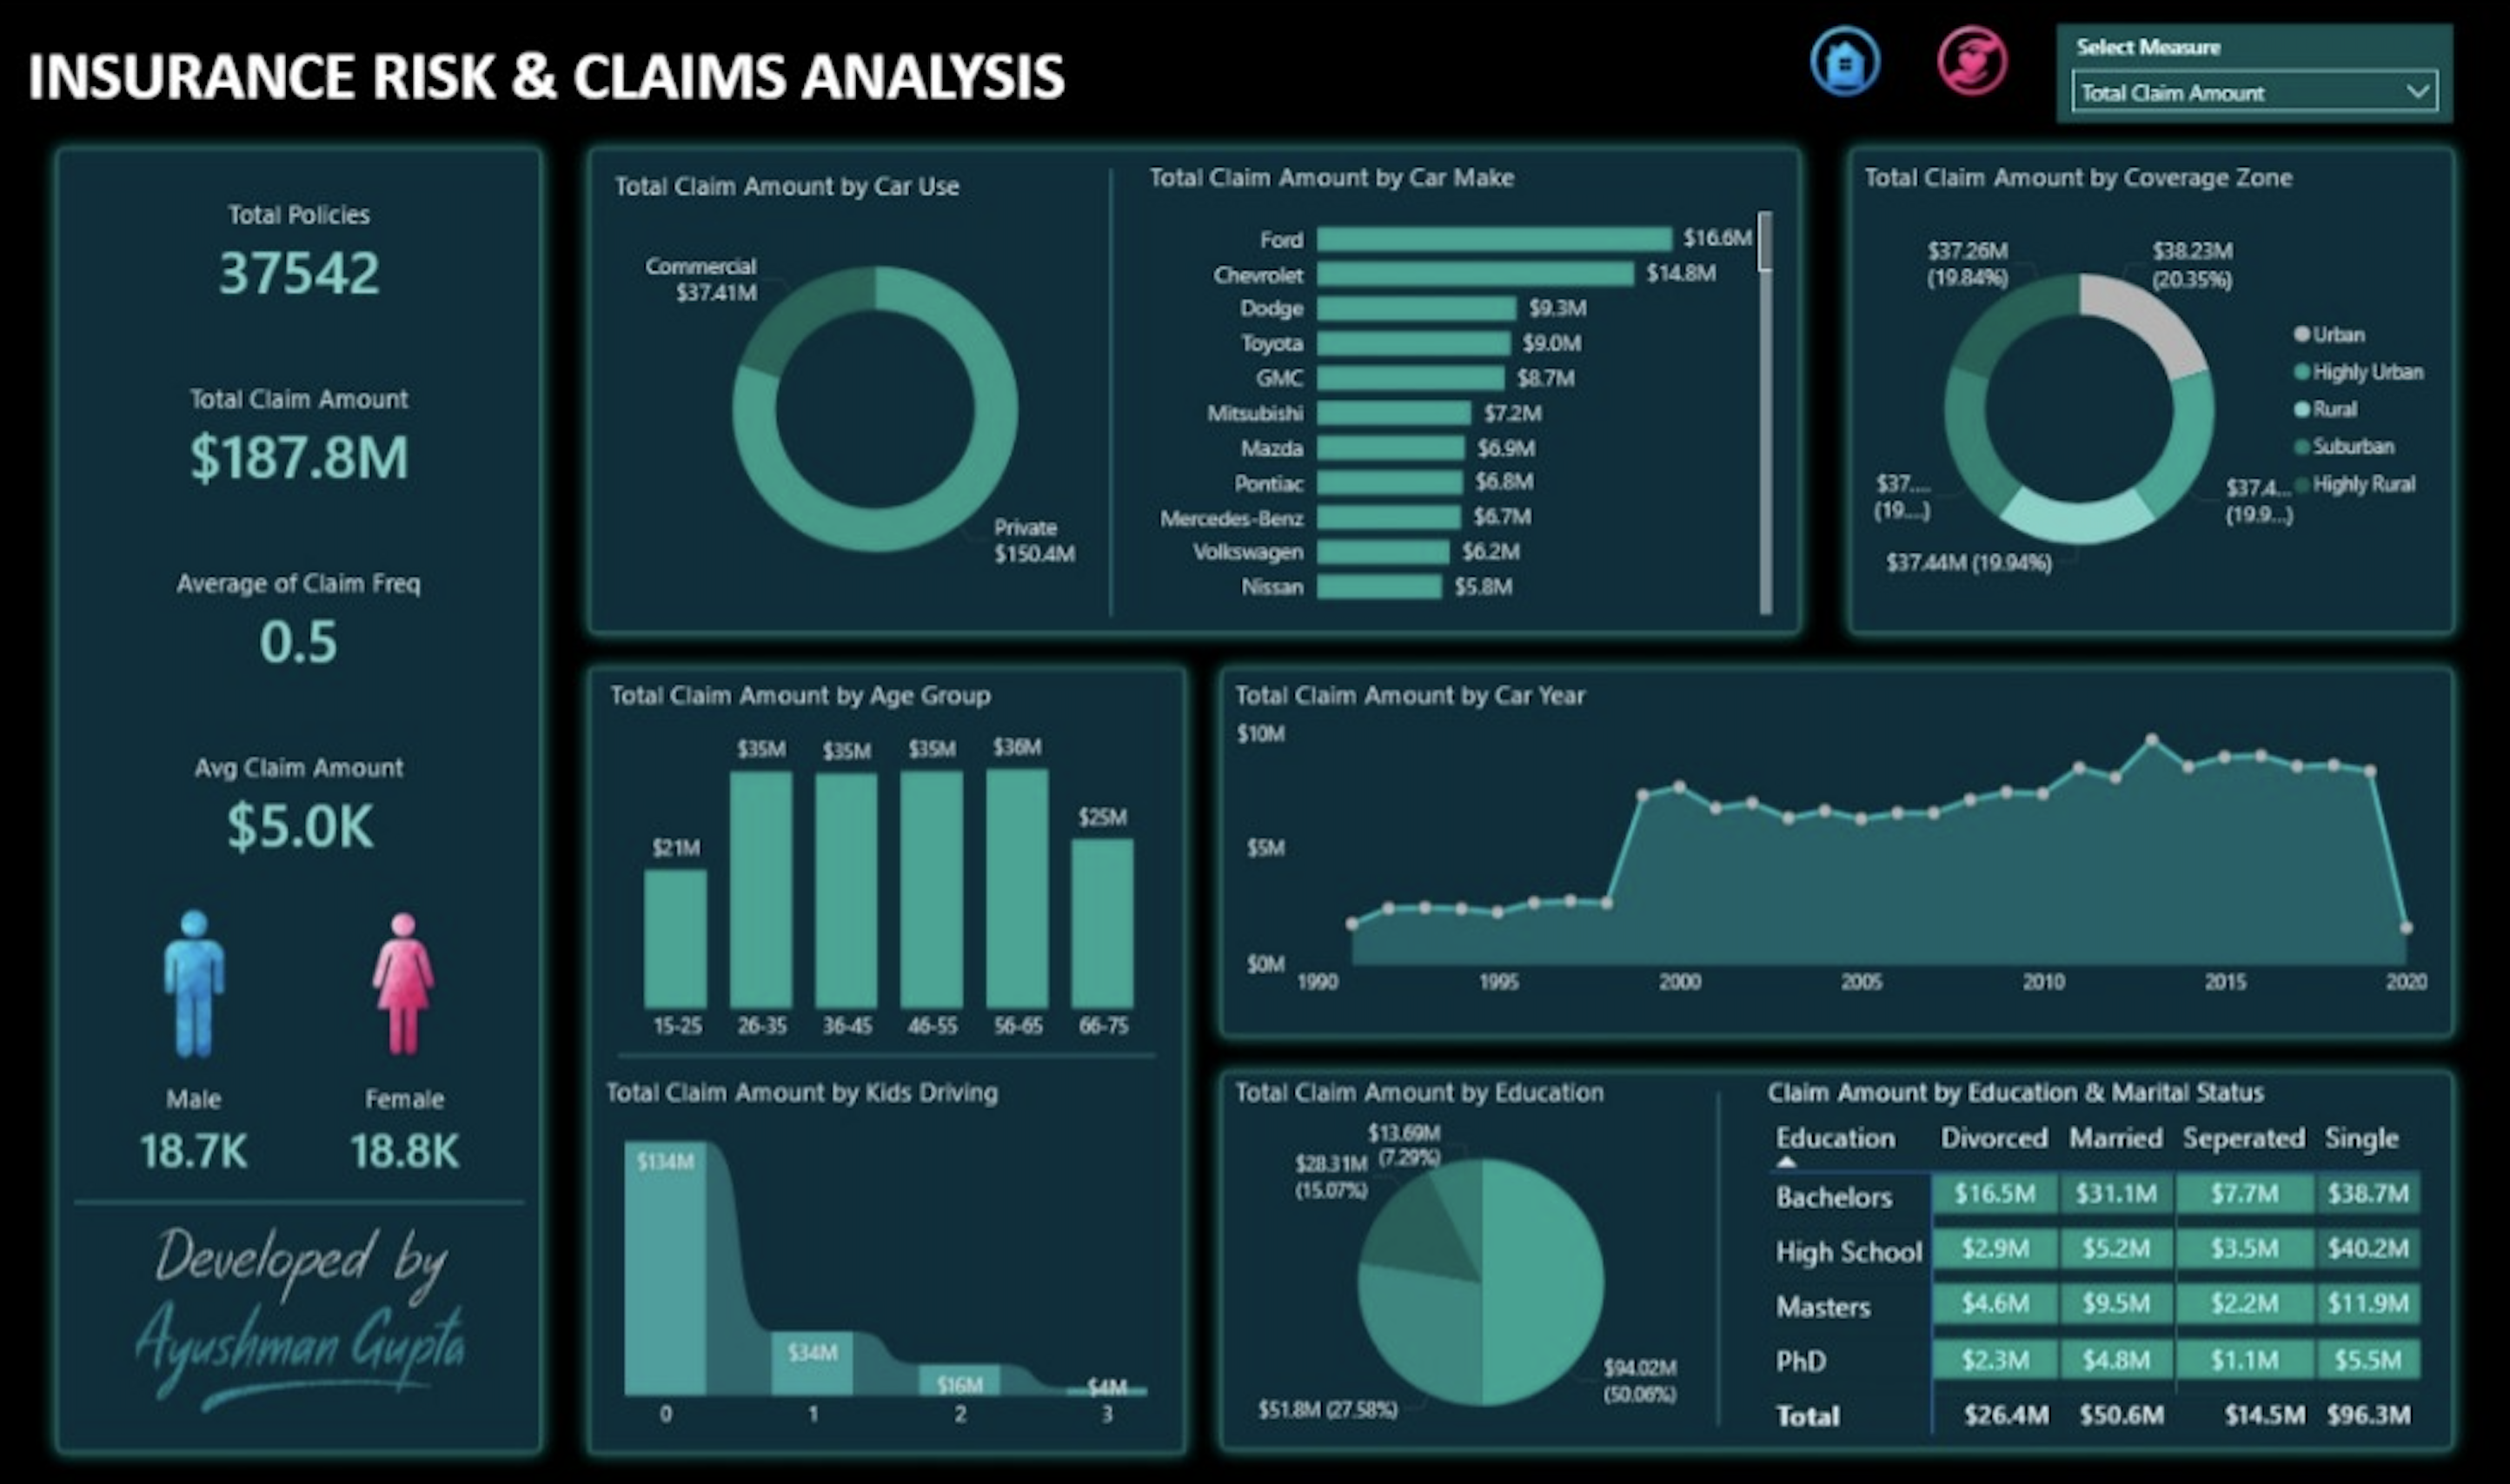 INSURANCE RISK & CLAIMS ANALYSIS
Select Measure
Total Claim Amount
Total Policies
37542
Total Claim Amount
$187.8M
Average of Claim Freq
0.5
Avg Claim Amount
$5.0K
Male
Female
18.7K
18.8K
Developed by
Ayushman Gupta
Total Claim Amount by Car Use
Commercial
$37.41M
Private
$150.4M
Total Claim Amount by Car Make
Ford $16.6M
Chevrolet $14.8M
Dodge $9.3M
Toyota $9.0M
GMC $8.7M
Mitsubishi $7.2M
Mazda $6.9M
Pontiac $6.8M
Mercedes-Benz $6.7M
Volkswagen $6.2M
Nissan $5.8M
Total Claim Amount by Coverage Zone
$37.26M
(19.84%)
$38.23M
(20.35%)
$37....
(19....)
$37.4...
(19.9...)
$37.44M (19.94%)
Urban
Highly Urban
Rural
Suburban
Highly Rural
Total Claim Amount by Age Group
$21M $35M $35M $35M $36M $25M
15-25 26-35 36-45 46-55 56-65 66-75
Total Claim Amount by Kids Driving
$134M $34M $16M $4M
0 1 2 3
Total Claim Amount by Car Year
$10M
$5M
$0M
1990 1995 2000 2005 2010 2015 2020
Total Claim Amount by Education
$13.69M
(7.29%)
$28.31M
(15.07%)
$94.02M
(50.06%)
$51.8M (27.58%)
Claim Amount by Education & Marital Status
Education Divorced Married Seperated Single
Bachelors $16.5M $31.1M $7.7M $38.7M
High School $2.9M $5.2M $3.5M $40.2M
Masters $4.6M $9.5M $2.2M $11.9M
PhD $2.3M $4.8M $1.1M $5.5M
Total $26.4M $50.6M $14.5M $96.3M